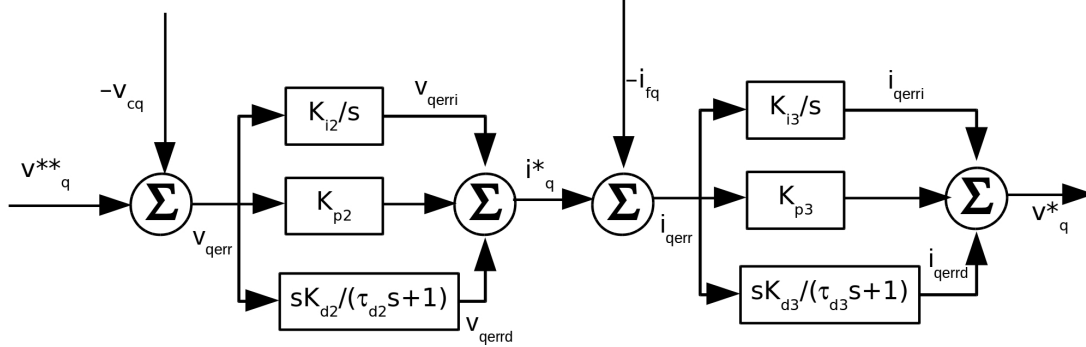 –v_cq
–i_fq
v_qerri
i_qerri
K_i2/s
K_i3/s
v**_q
Σ
K_p2
Σ
i*_q
Σ
K_p3
Σ
v*_q
v_qerr
i_qerr
i_qerrd
sK_d2/(τ_d2s+1)
sK_d3/(τ_d3s+1)
v_qerrd